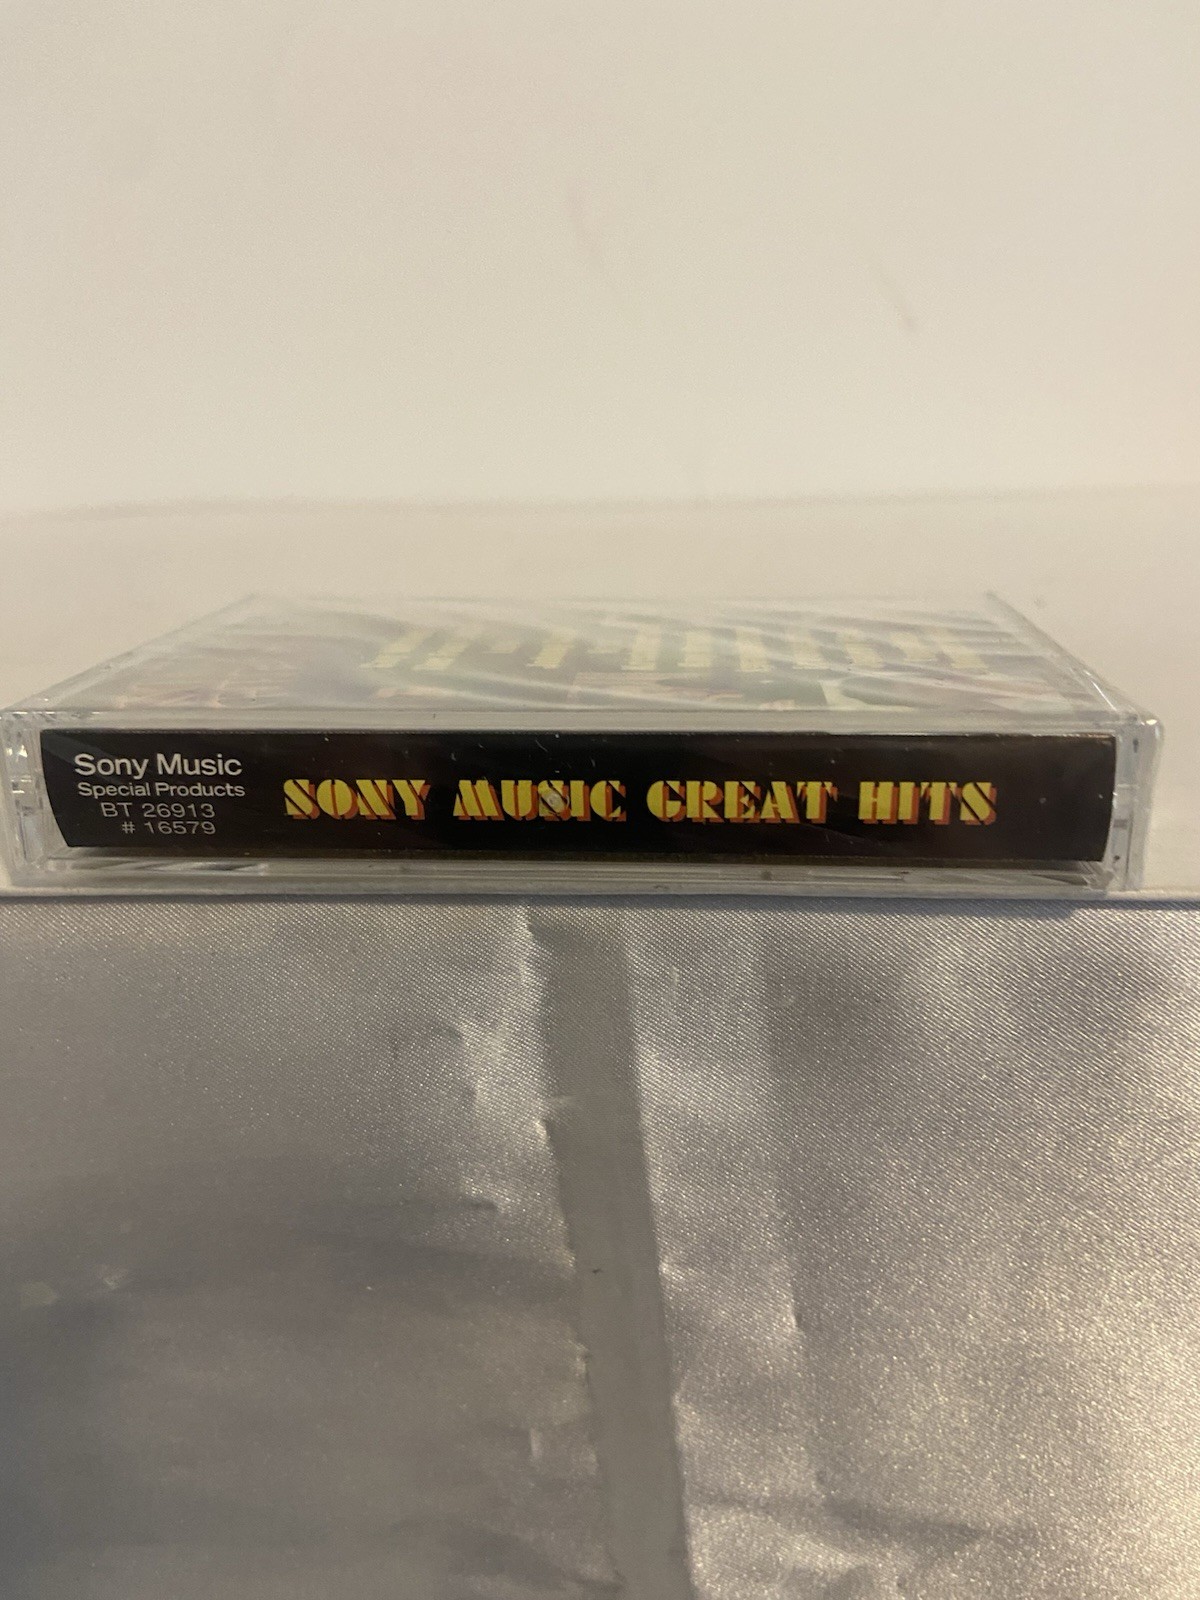 Sony Music
Special Products
BT 26913
# 16579
SONY MUSIC GREAT HITS